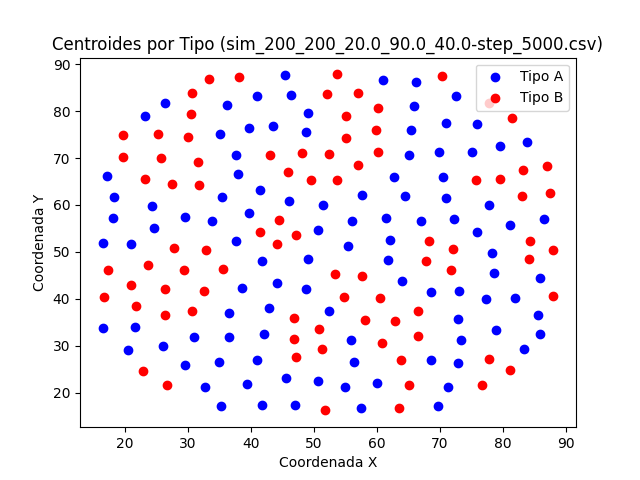 Centroides por Tipo (sim_200_200_20.0_90.0_40.0-step_5000.csv)
Tipo A
Tipo B
90
80
70
60
50
40
30
20
Coordenada Y
20 30 40 50 60 70 80 90
Coordenada X